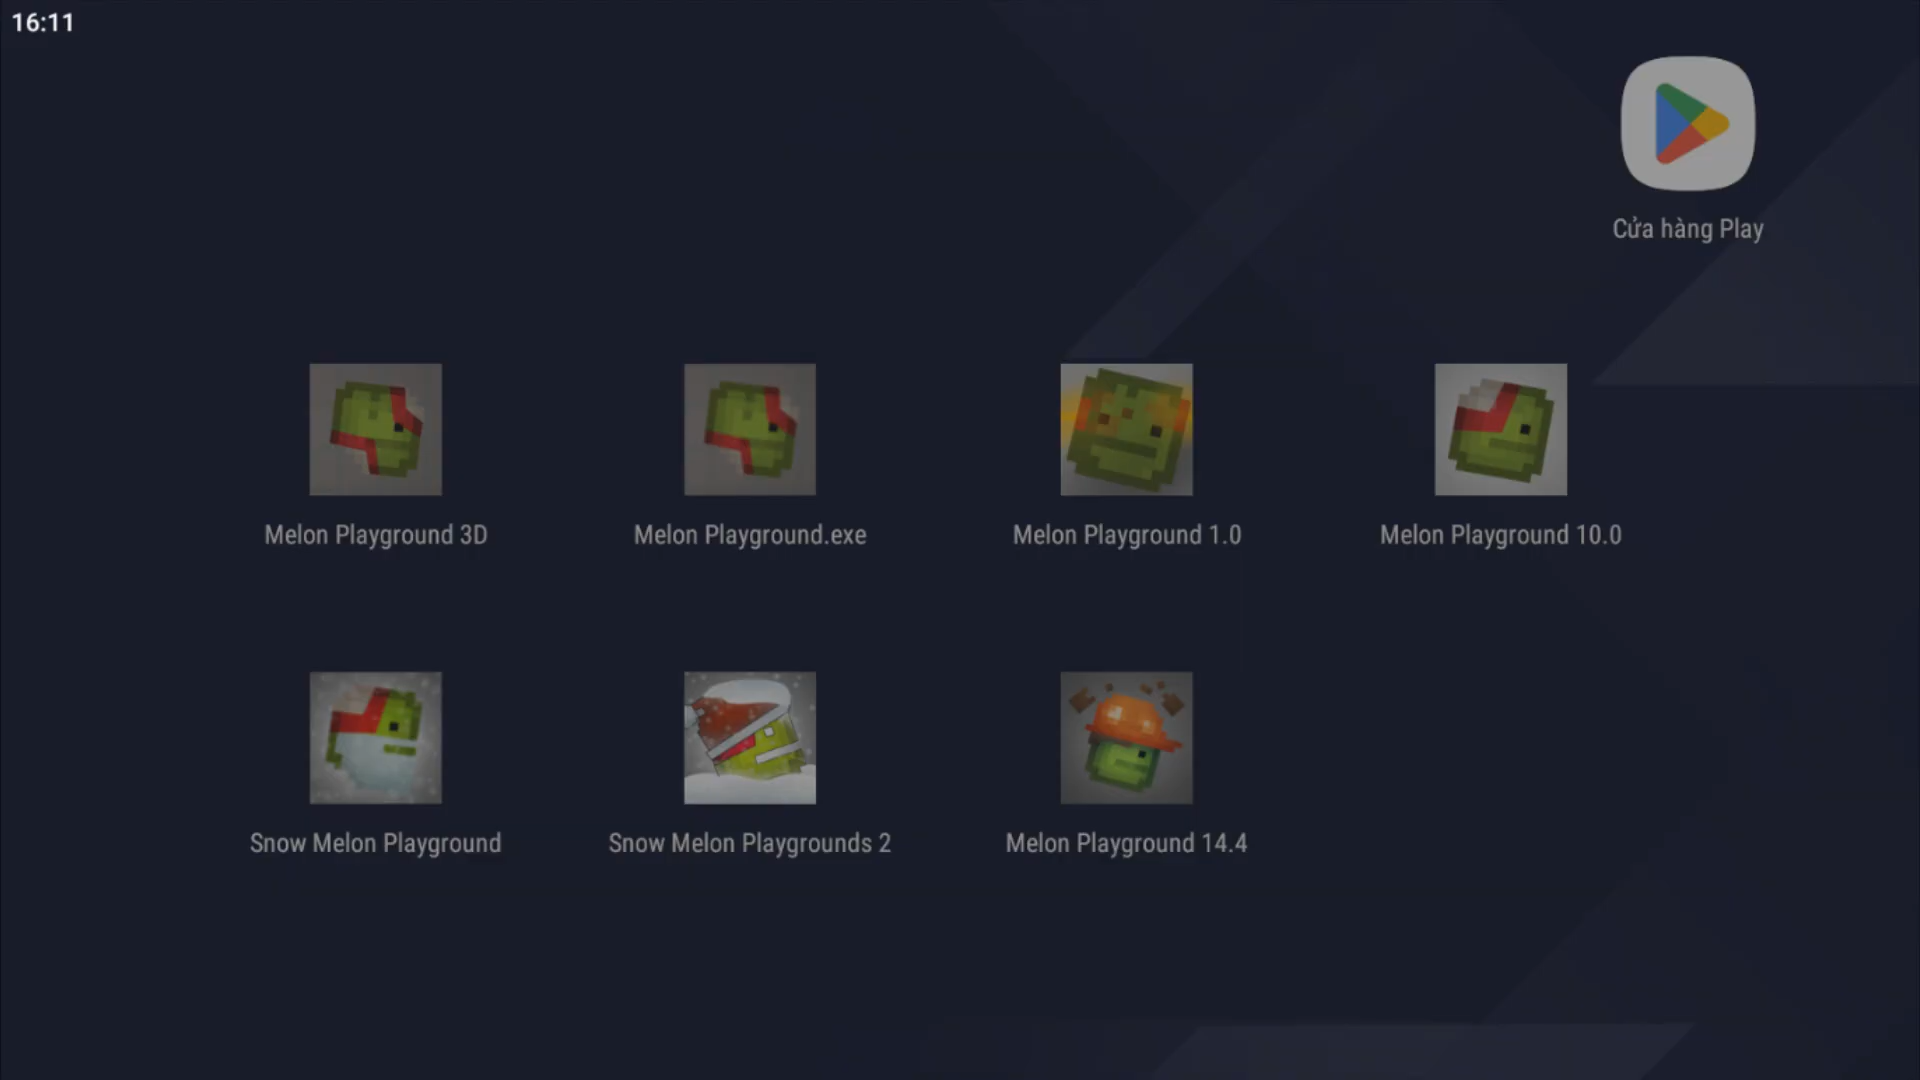 16:11
Cửa hàng Play
Melon Playground 3D
Melon Playground.exe
Melon Playground 1.0
Melon Playground 10.0
Snow Melon Playground
Snow Melon Playgrounds 2
Melon Playground 14.4